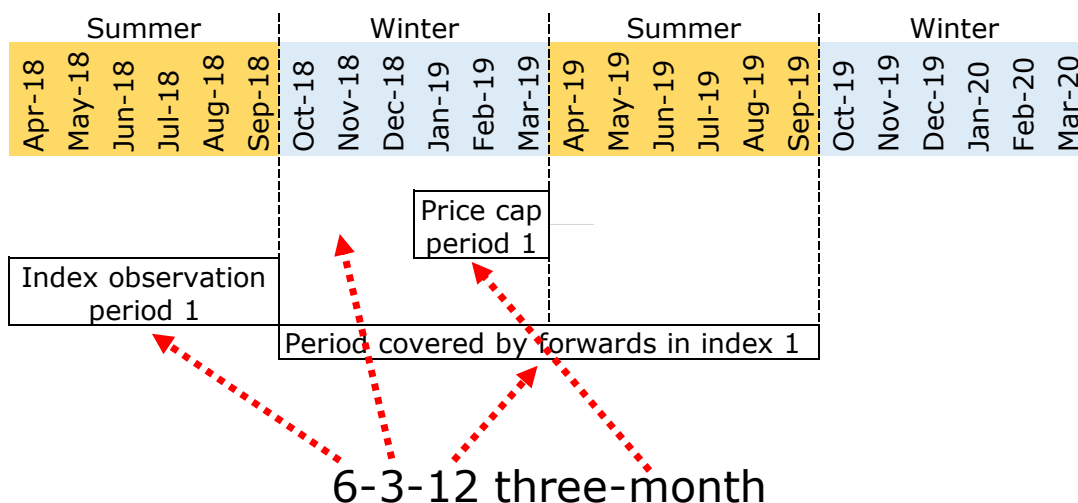 Summer Winter Summer Winter
Apr-18 May-18 Jun-18 Jul-18 Aug-18 Sep-18 Oct-18 Nov-18 Dec-18 Jan-19 Feb-19 Mar-19 Apr-19 May-19 Jun-19 Jul-19 Aug-19 Sep-19 Oct-19 Nov-19 Dec-19 Jan-20 Feb-20 Mar-20
Price cap
period 1
Index observation
period 1
Period covered by forwards in index 1
6-3-12 three-month